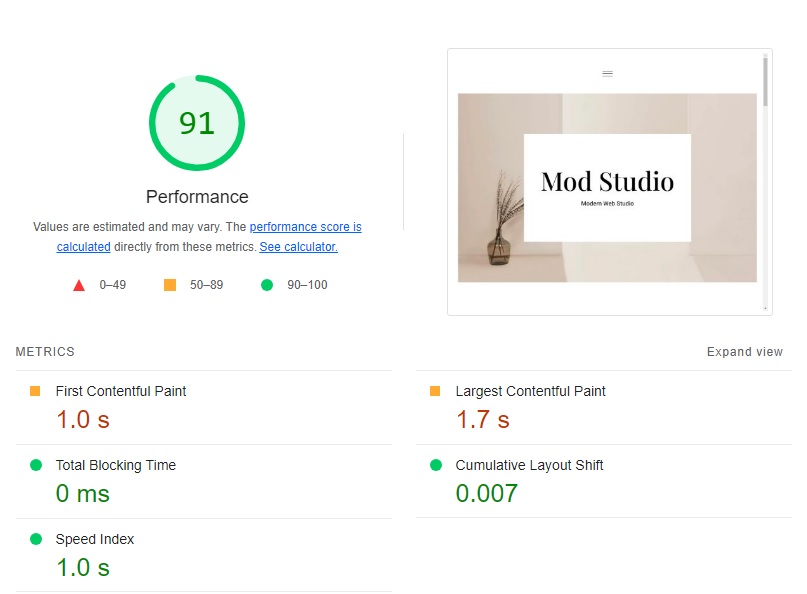 91
Performance
Values are estimated and may vary. The performance score is
calculated directly from these metrics. See calculator.
0–49
50–89
90–100
Mod Studio
Modern Web Studio
METRICS
Expand view
First Contentful Paint
1.0 s
Largest Contentful Paint
1.7 s
Total Blocking Time
0 ms
Cumulative Layout Shift
0.007
Speed Index
1.0 s